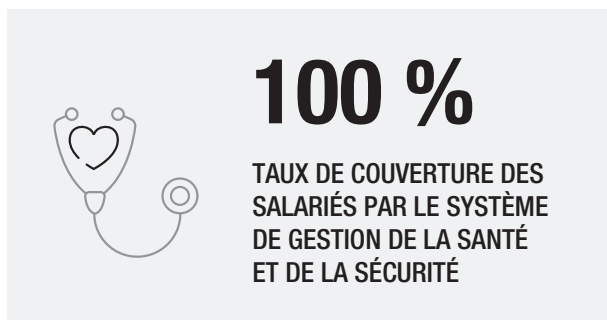 100 %
TAUX DE COUVERTURE DES
SALARIÉS PAR LE SYSTÈME
DE GESTION DE LA SANTÉ
ET DE LA SÉCURITÉ